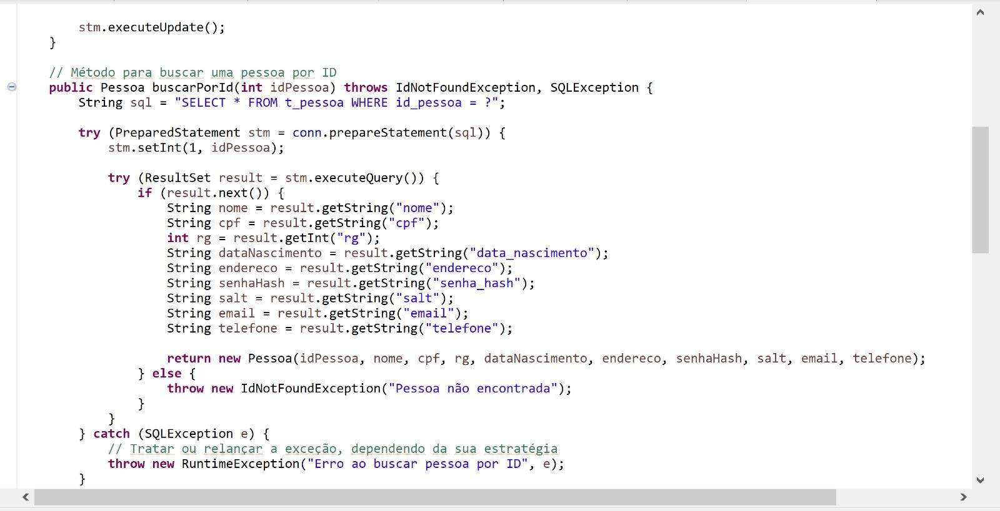 stm.executeUpdate();
}
// Método para buscar uma pessoa por ID
public Pessoa buscarPorId(int idPessoa) throws IdNotFoundException, SQLException {
String sql = "SELECT * FROM t_pessoa WHERE id_pessoa = ?";
try (PreparedStatement stm = conn.prepareStatement(sql)) {
stm.setInt(1, idPessoa);
try (ResultSet result = stm.executeQuery()) {
if (result.next()) {
String nome = result.getString("nome");
String cpf = result.getString("cpf");
int rg = result.getInt("rg");
String dataNascimento = result.getString("data_nascimento");
String endereco = result.getString("endereco");
String senhaHash = result.getString("senha_hash");
String salt = result.getString("salt");
String email = result.getString("email");
String telefone = result.getString("telefone");
return new Pessoa(idPessoa, nome, cpf, rg, dataNascimento, endereco, senhaHash, salt, email, telefone);
} else {
throw new IdNotFoundException("Pessoa não encontrada");
}
}
} catch (SQLException e) {
// Tratar ou relançar a exceção, dependendo da sua estratégia
throw new RuntimeException("Erro ao buscar pessoa por ID", e);
}